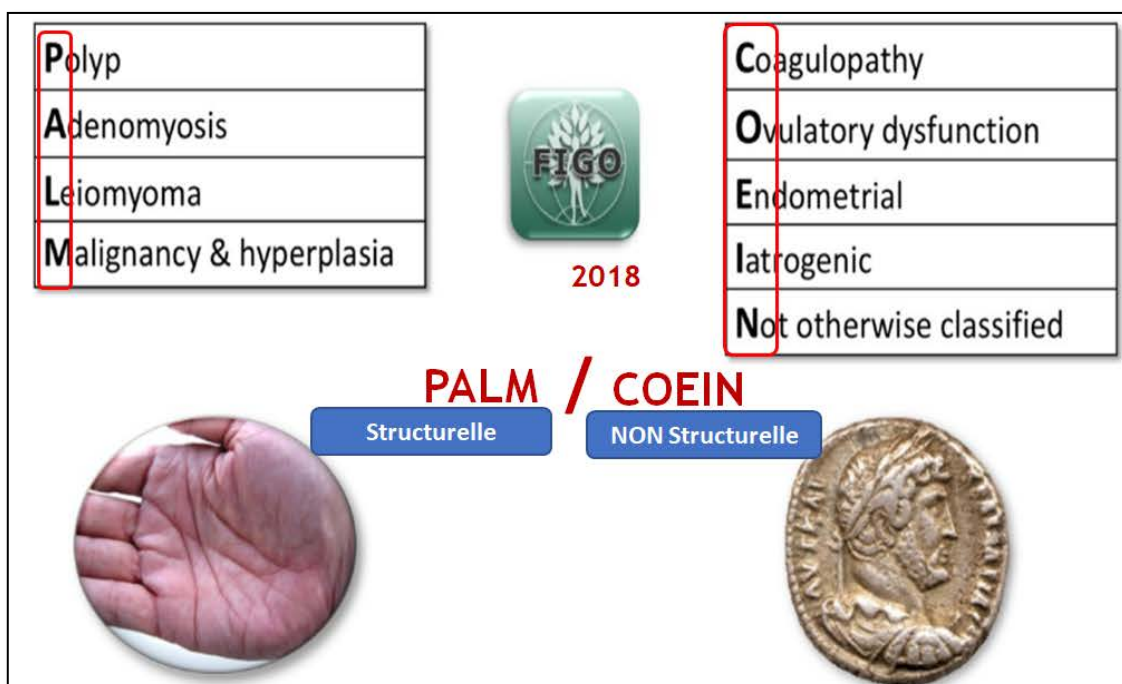 Polyp
Adenomyosis
Leiomyoma
Malignancy & hyperplasia
FIGO
2018
Coagulopathy
Ovulatory dysfunction
Endometrial
Iatrogenic
Not otherwise classified
PALM / COEIN
Structurelle
NON Structurelle